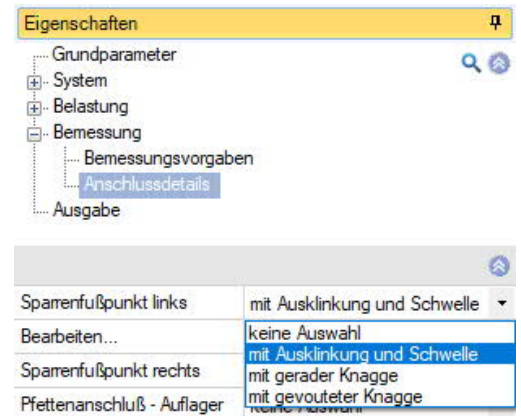 Eigenschaften
Grundparameter
System
Belastung
Bemessung
Bemessungsvorgaben
Anschlussdetails
Ausgabe
Sparrenfußpunkt links mit Ausklinkung und Schwelle
Bearbeiten... keine Auswahl
mit Ausklinkung und Schwelle
Sparrenfußpunkt rechts mit gerader Knagge
mit gevouteter Knagge
Pfettenanschluß - Auflager